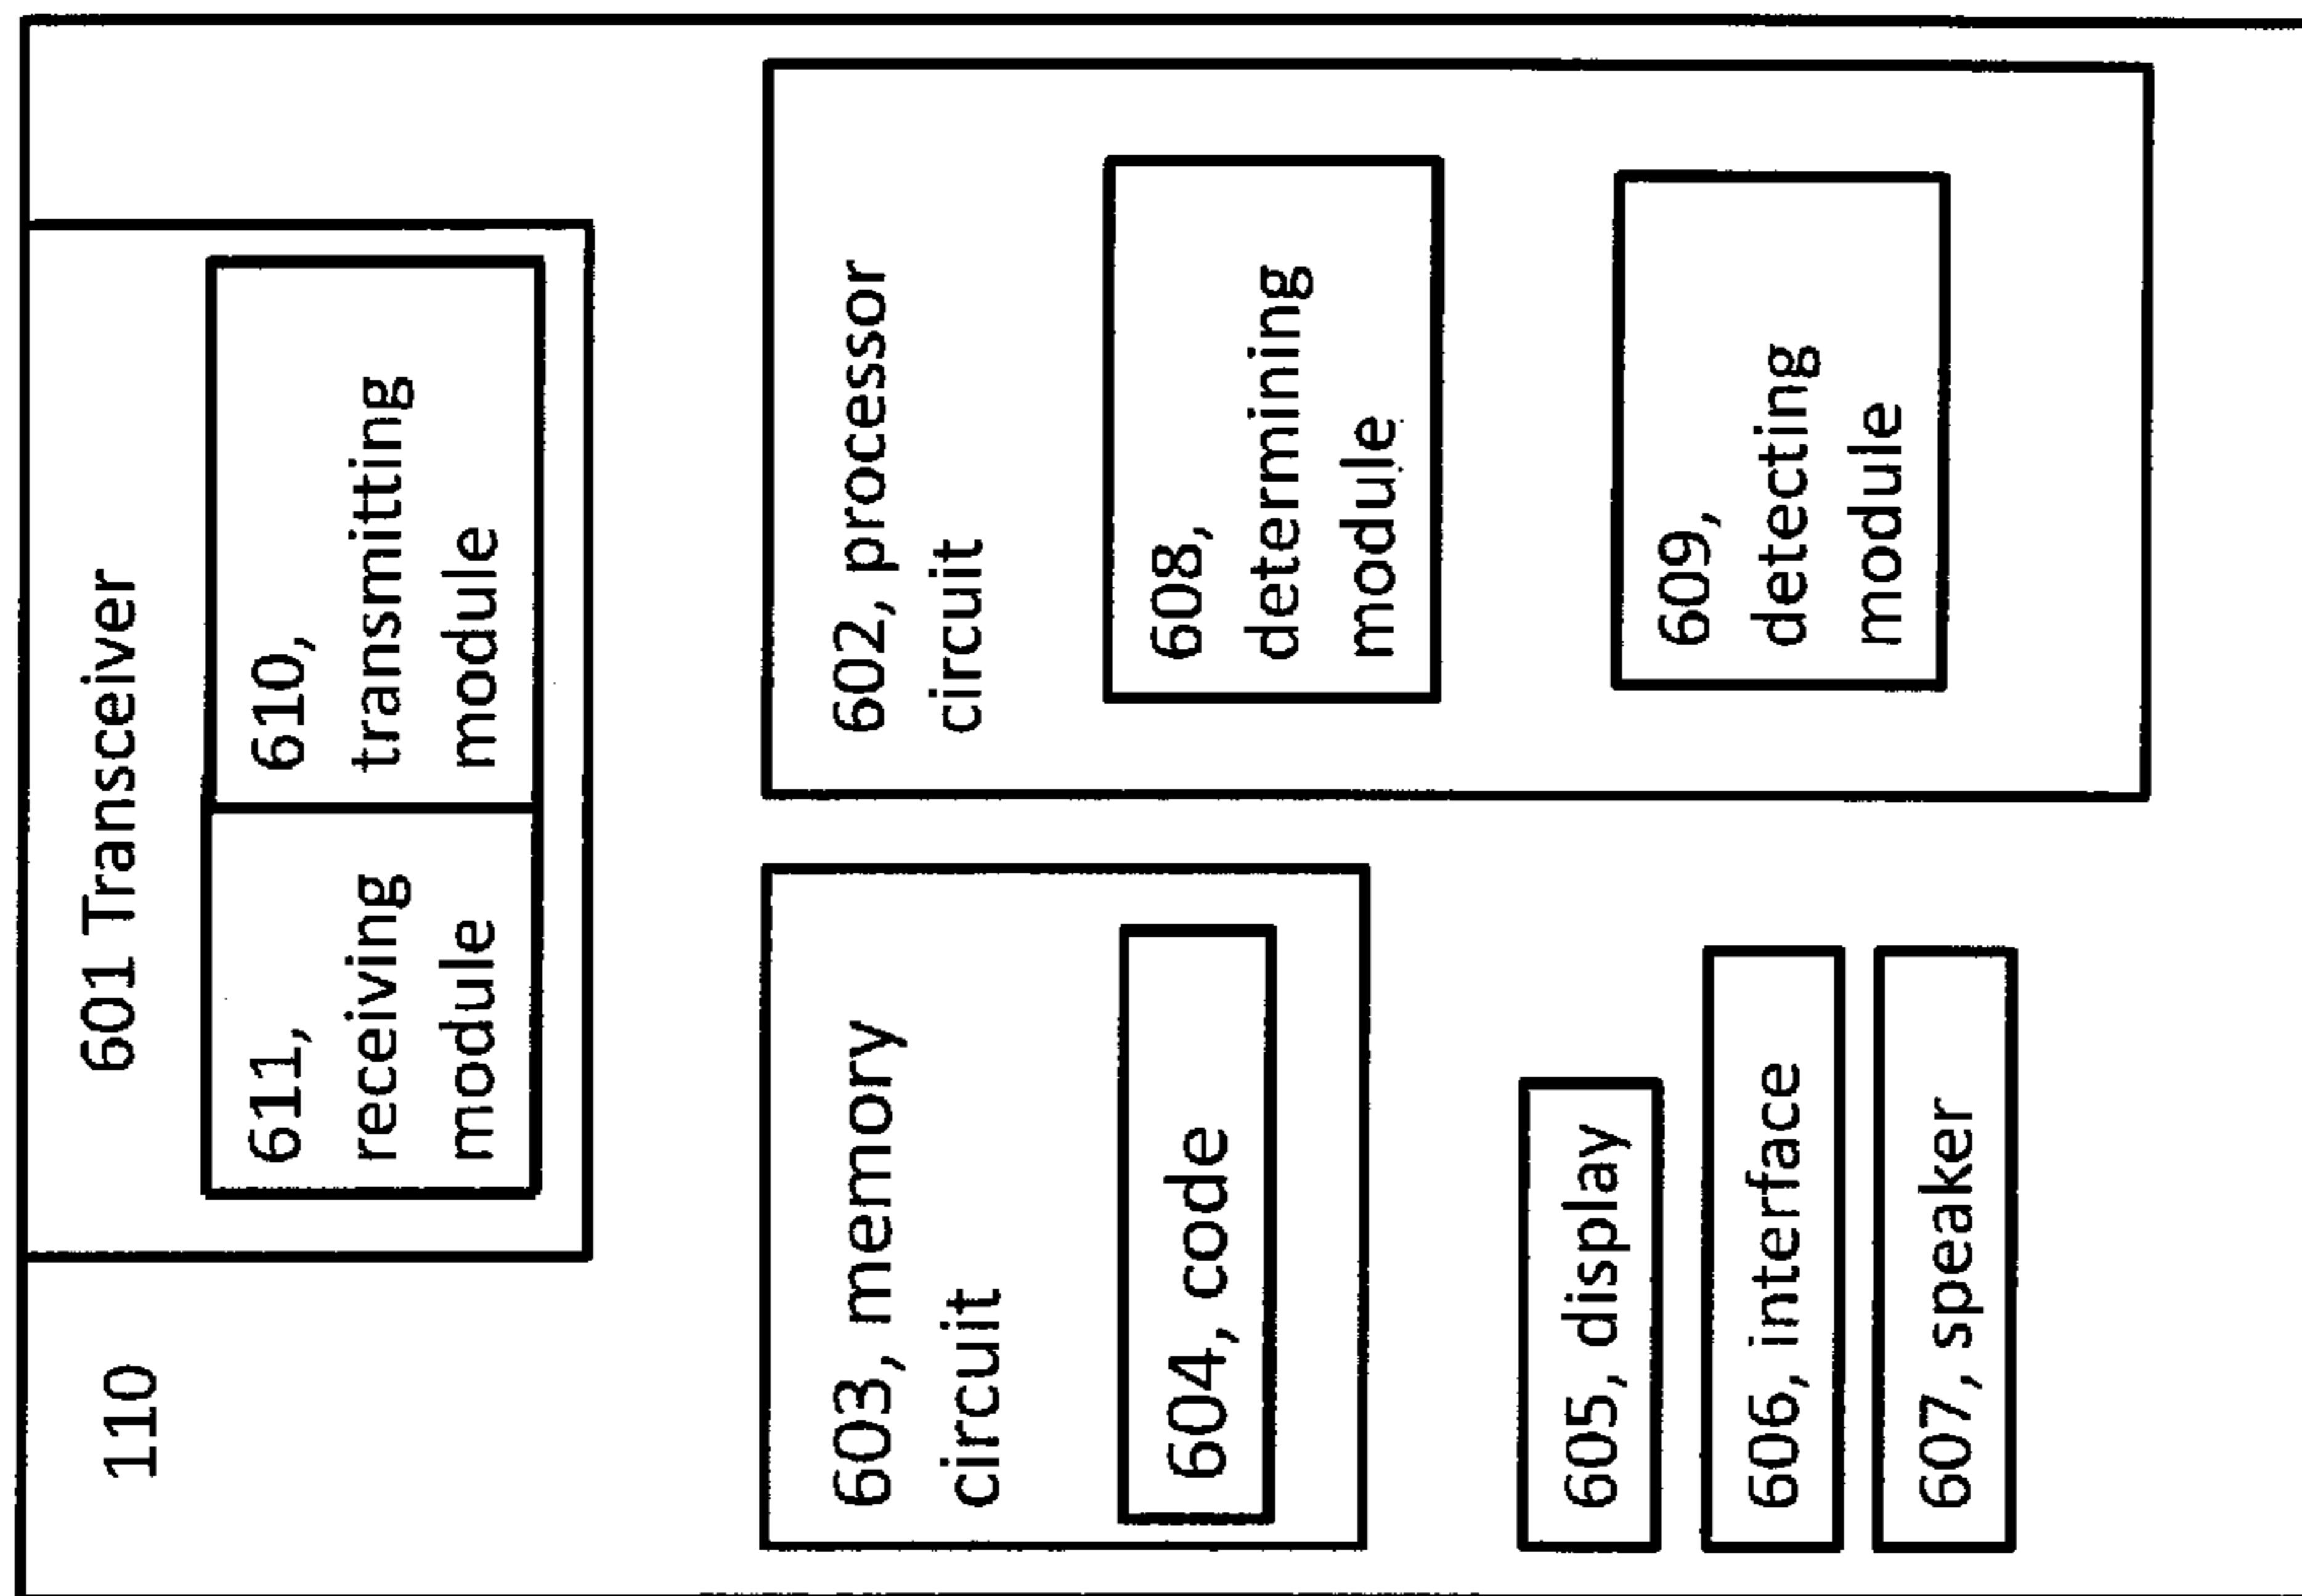 110
601 Transceiver
611,
receiving
module
610,
transmitting
module
603, memory
circuit
604, code
602, processor
circuit
608,
determining
module
609,
detecting
module
605, display
606, interface
607, speaker